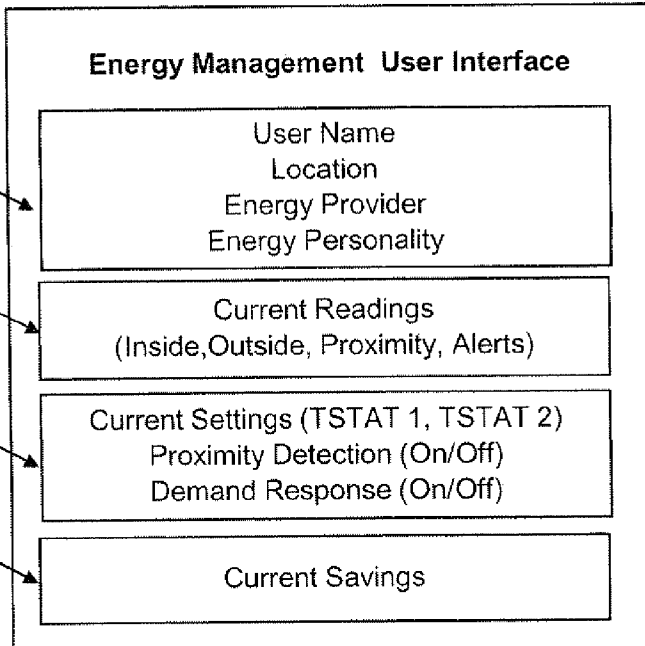 Energy Management User Interface
User Name
Location
Energy Provider
Energy Personality
Current Readings
(Inside,Outside, Proximity, Alerts)
Current Settings (TSTAT 1, TSTAT 2)
Proximity Detection (On/Off)
Demand Response (On/Off)
Current Savings